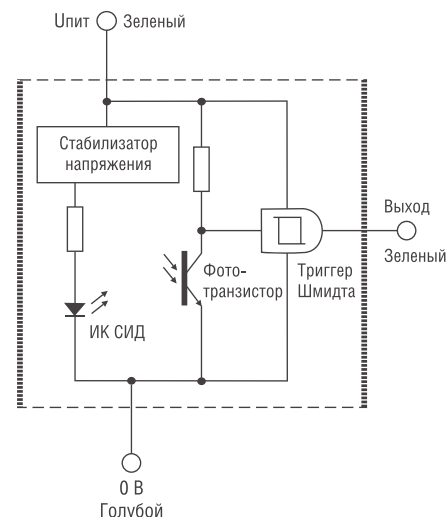 Uпит
Зеленый
Стабилизатор
напряжения
Выход
Зеленый
Фото-
транзистор
Триггер
Шмидта
ИК СИД
0 В
Голубой